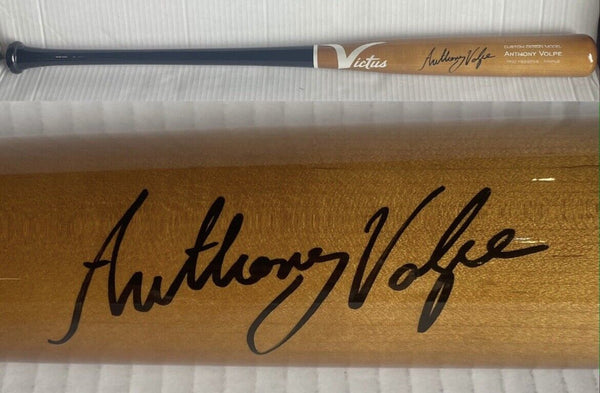 Victus
Anthony Volpe
CUSTOM DESIGN MODEL
ANTHONY VOLPE
PRO RESERVE - MAPLE
Anthony Volpe